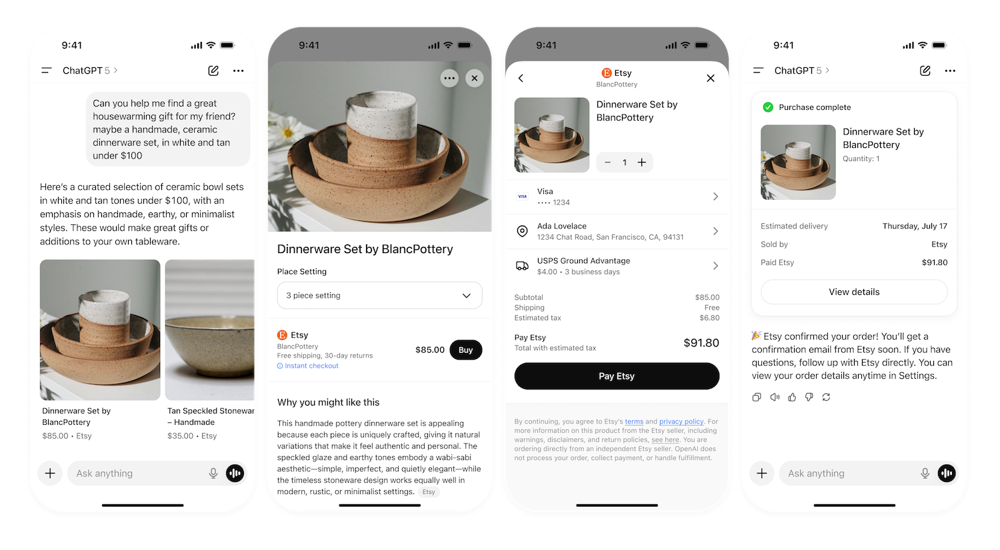 9:41
ChatGPT 5 >
Can you help me find a great
housewarming gift for my friend?
maybe a handmade, ceramic
dinnerware set, in white and tan
under $100
Here's a curated selection of ceramic bowl sets
in white and tan tones under $100, with an
emphasis on handmade, earthy, or minimalist
styles. These would make great gifts or
additions to your own tableware.
Dinnerware Set by
BlancPottery
$85.00 • Etsy
Tan Speckled Stonewar
– Handmade
$35.00 • Etsy
Ask anything
9:41
Dinnerware Set by BlancPottery
Place Setting
3 piece setting
E Etsy
BlancPottery
Free shipping, 30-day returns
Instant checkout
$85.00
Buy
Why you might like this
This handmade pottery dinnerware set is appealing
because each piece is uniquely crafted, giving it natural
variations that make it feel authentic and personal. The
speckled glaze and earthy tones embody a wabi-sabi
aesthetic—simple, imperfect, and quietly elegant—while
the timeless stoneware design works equally well in
modern, rustic, or minimalist settings. Etsy
9:41
E Etsy
BlancPottery
Dinnerware Set by
BlancPottery
− 1 +
VISA
Visa
•••• 1234
Ada Lovelace
1234 Chat Road, San Francisco, CA, 94131
USPS Ground Advantage
$4.00 • 3 business days
Subtotal $85.00
Shipping Free
Estimated tax $6.80
Pay Etsy
Total with estimated tax
$91.80
Pay Etsy
By continuing, you agree to Etsy's terms and privacy policy. For
more information on this product from the Etsy seller, including
warnings, disclaimers, and return policies, see here. You are
ordering directly from an independent Etsy seller. OpenAI does
not process your order, collect payment, or handle fulfillment.
9:41
ChatGPT 5 >
Purchase complete
Dinnerware Set by
BlancPottery
Quantity: 1
Estimated delivery Thursday, July 17
Sold by Etsy
Paid Etsy $91.80
View details
🎉 Etsy confirmed your order! You'll get a
confirmation email from Etsy soon. If you have
questions, follow up with Etsy directly. You can
view your order details anytime in Settings.
Ask anything